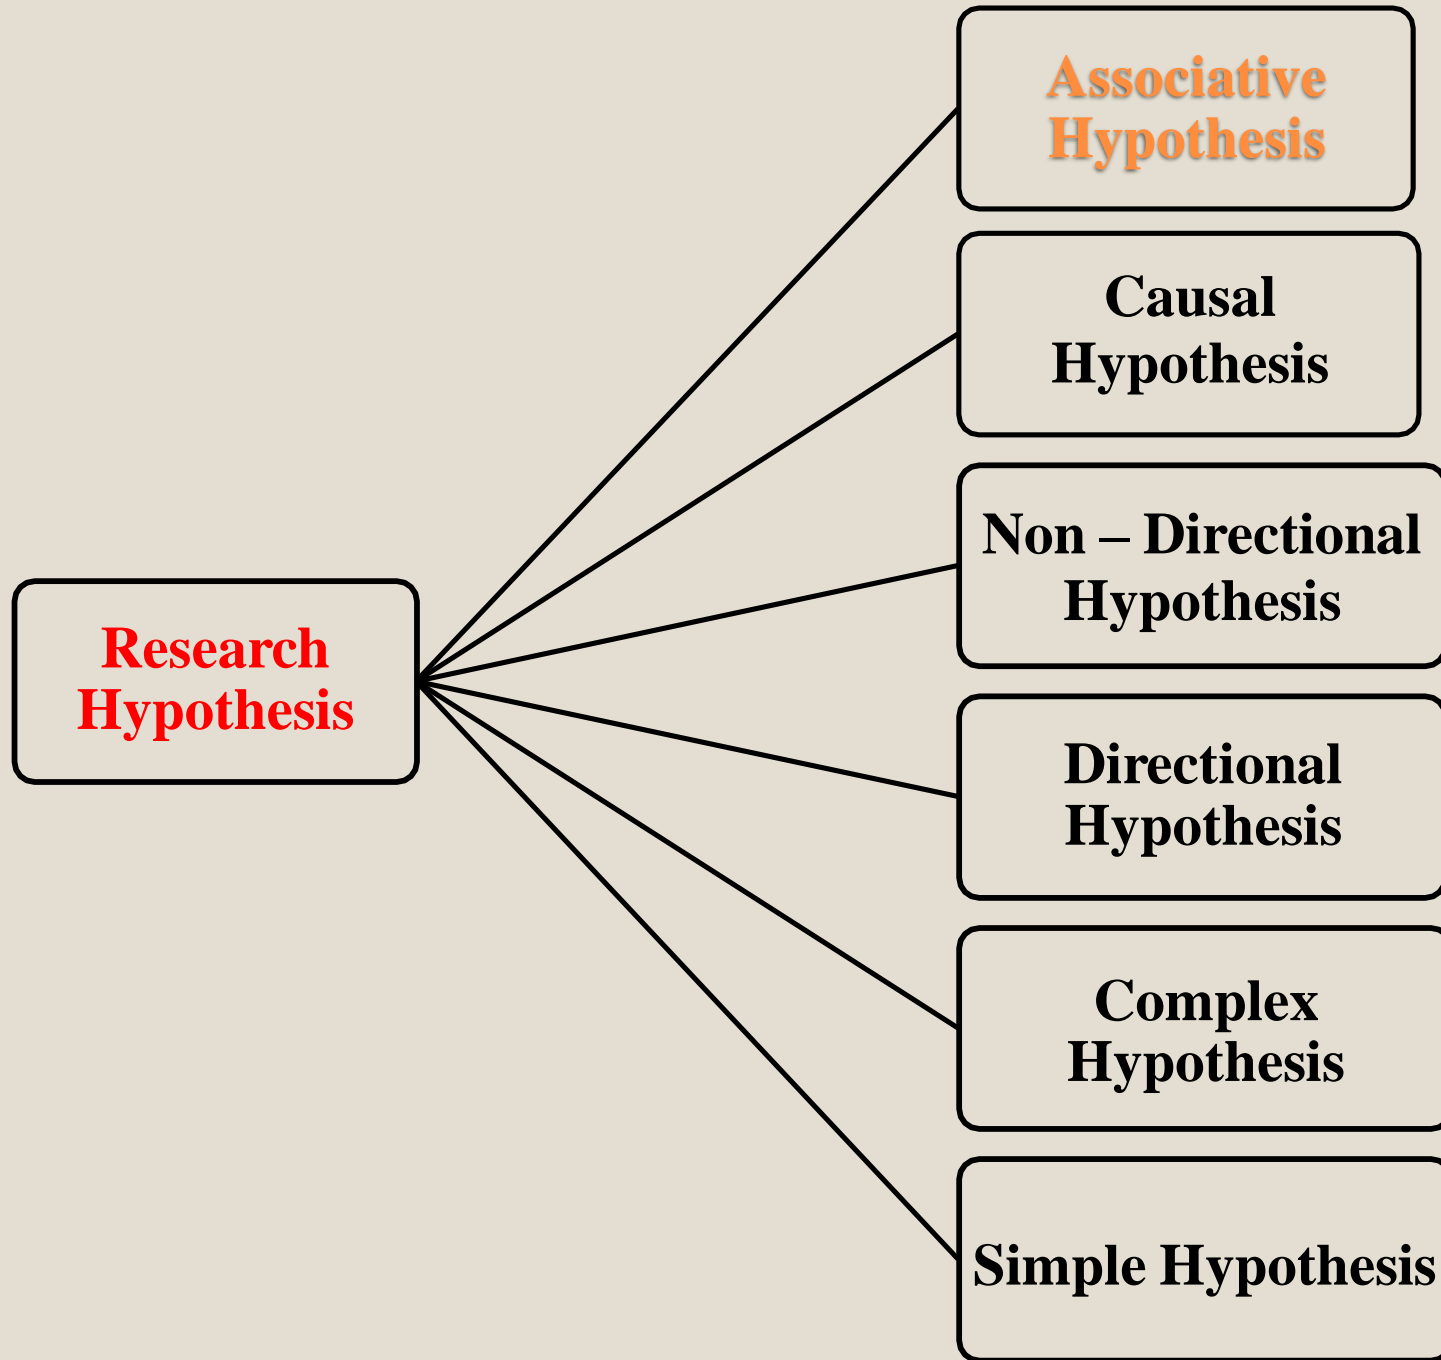 Associative
Hypothesis
Causal
Hypothesis
Non – Directional
Hypothesis
Research
Hypothesis
Directional
Hypothesis
Complex
Hypothesis
Simple Hypothesis